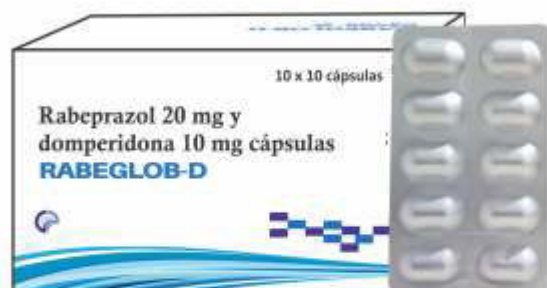 10 x 10 cápsulas
Rabeprazol 20 mg y
domperidona 10 mg cápsulas
RABEGLOB-D